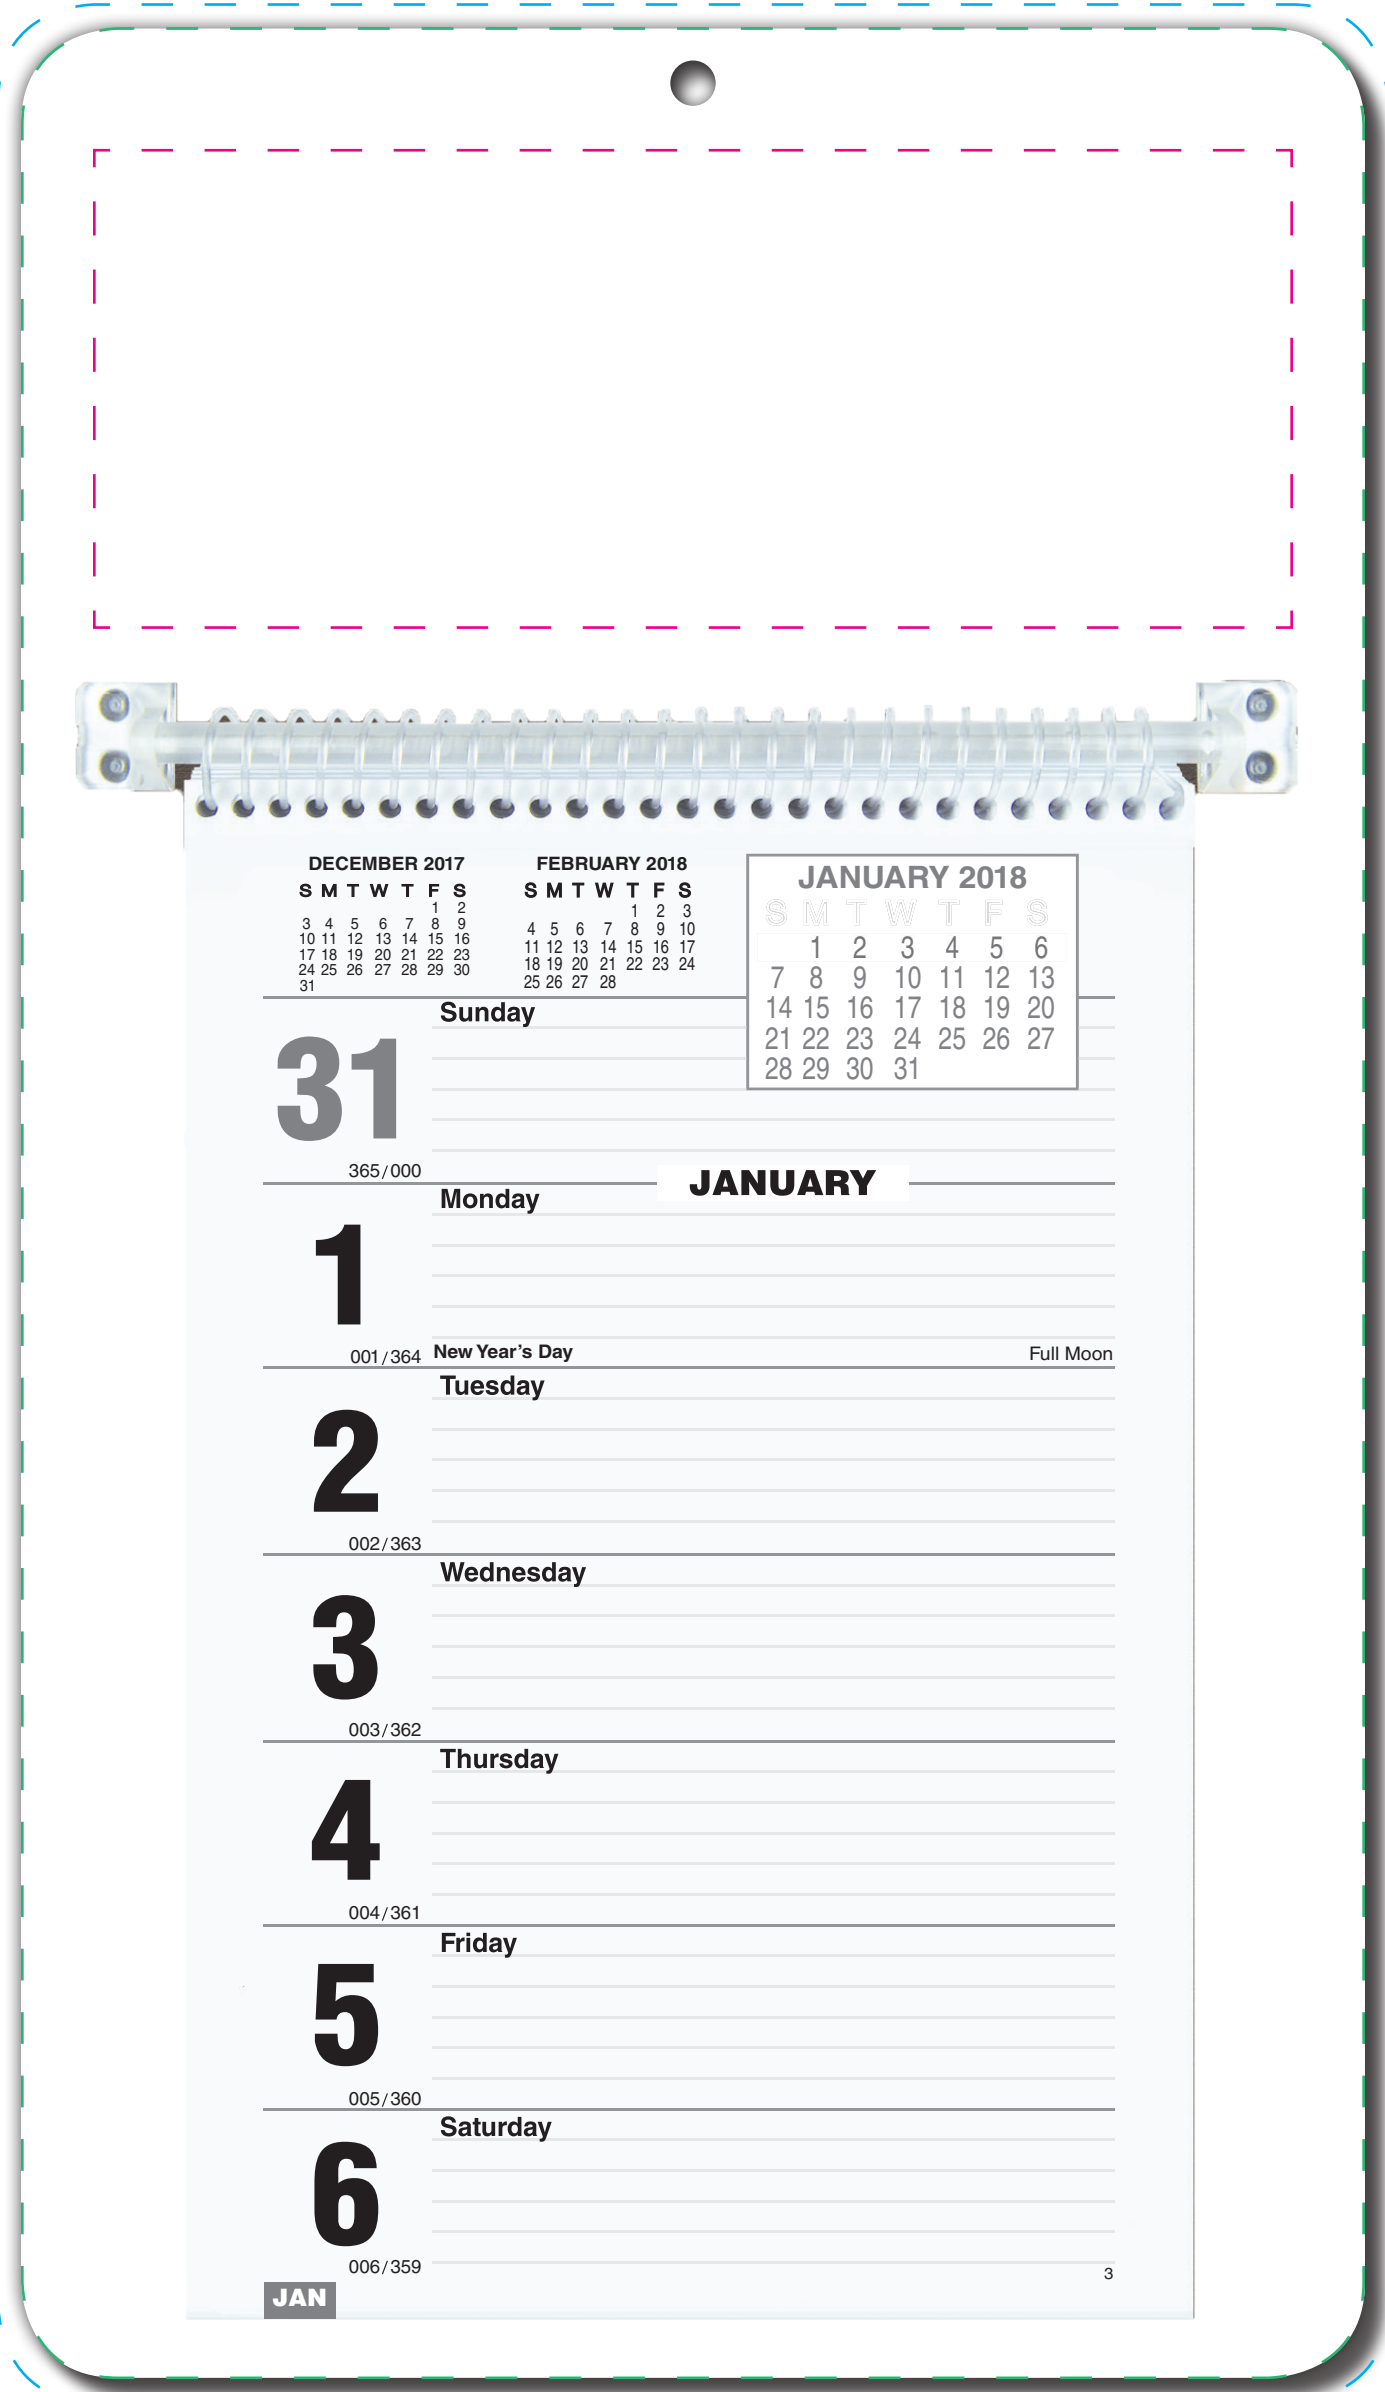 DECEMBER 2017
S M T W T F S
1 2
3 4 5 6 7 8 9
10 11 12 13 14 15 16
17 18 19 20 21 22 23
24 25 26 27 28 29 30
31
FEBRUARY 2018
S M T W T F S
1 2 3
4 5 6 7 8 9 10
11 12 13 14 15 16 17
18 19 20 21 22 23 24
25 26 27 28
JANUARY 2018
S M T W T F S
1 2 3 4 5 6
7 8 9 10 11 12 13
14 15 16 17 18 19 20
21 22 23 24 25 26 27
28 29 30 31
Sunday
31
365/000
JANUARY
Monday
1
001/364 New Year's Day Full Moon
Tuesday
2
002/363
Wednesday
3
003/362
Thursday
4
004/361
Friday
5
005/360
Saturday
6
006/359
3
JAN